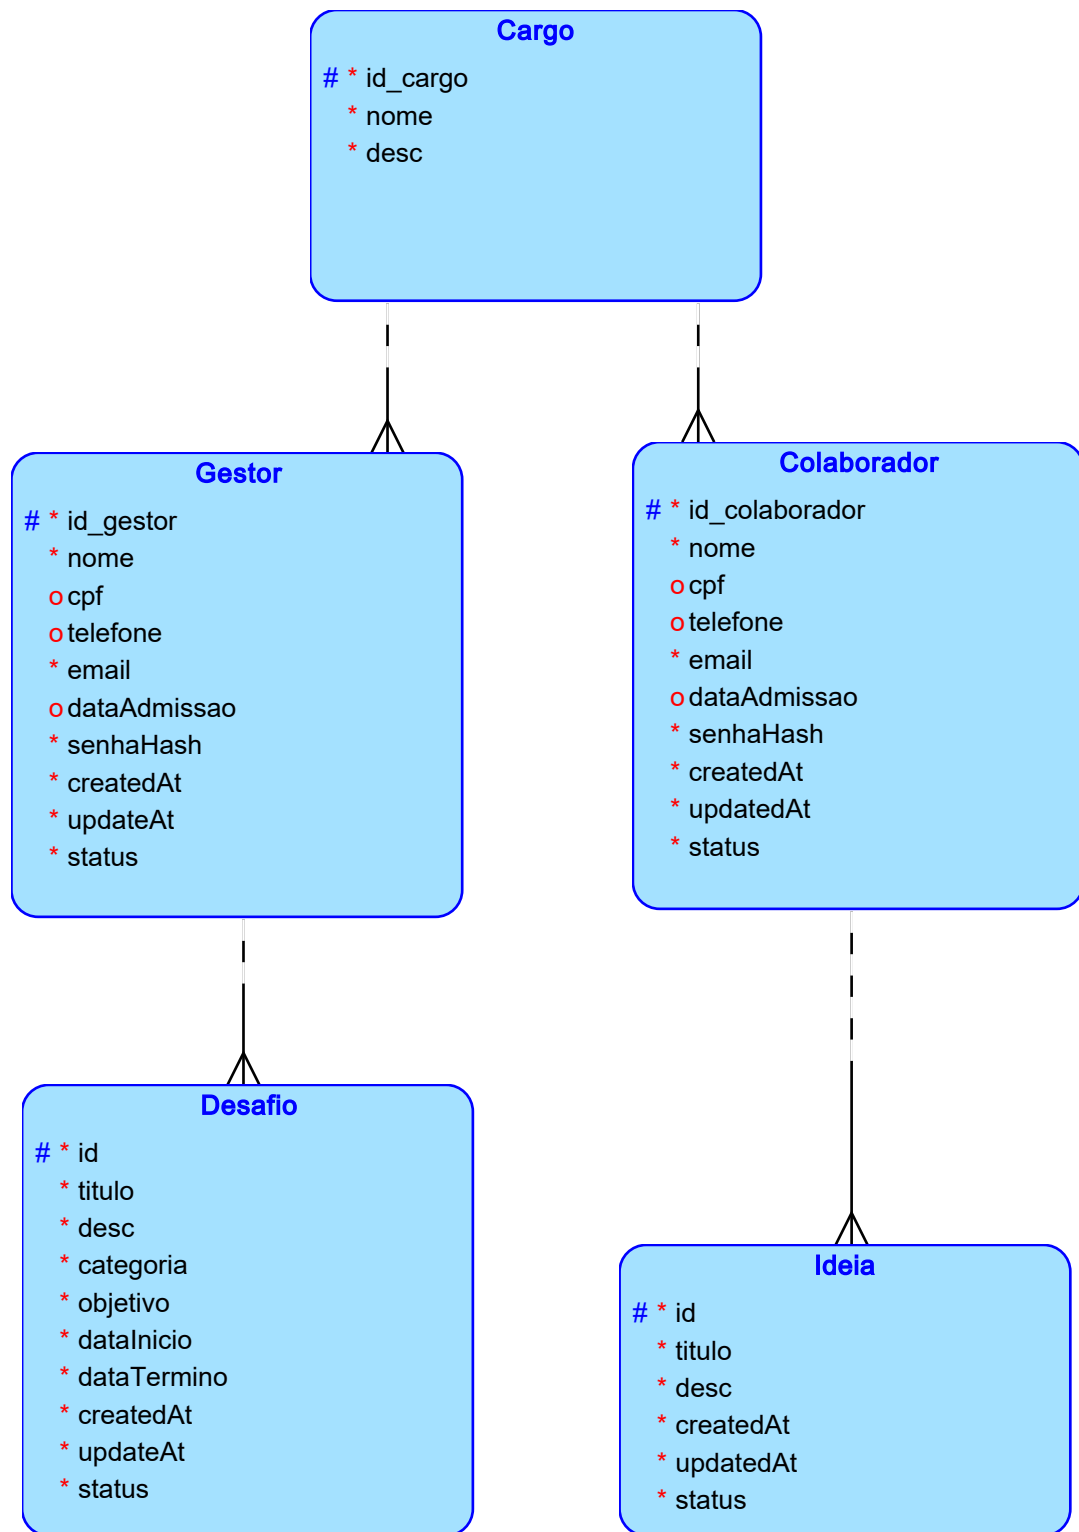 Cargo
# * id_cargo
* nome
* desc
Gestor
# * id_gestor
* nome
o cpf
o telefone
* email
o dataAdmissao
* senhaHash
* createdAt
* updateAt
* status
Colaborador
# * id_colaborador
* nome
o cpf
o telefone
* email
o dataAdmissao
* senhaHash
* createdAt
* updatedAt
* status
Desafio
# * id
* titulo
* desc
* categoria
* objetivo
* dataInicio
* dataTermino
* createdAt
* updateAt
* status
Ideia
# * id
* titulo
* desc
* createdAt
* updatedAt
* status